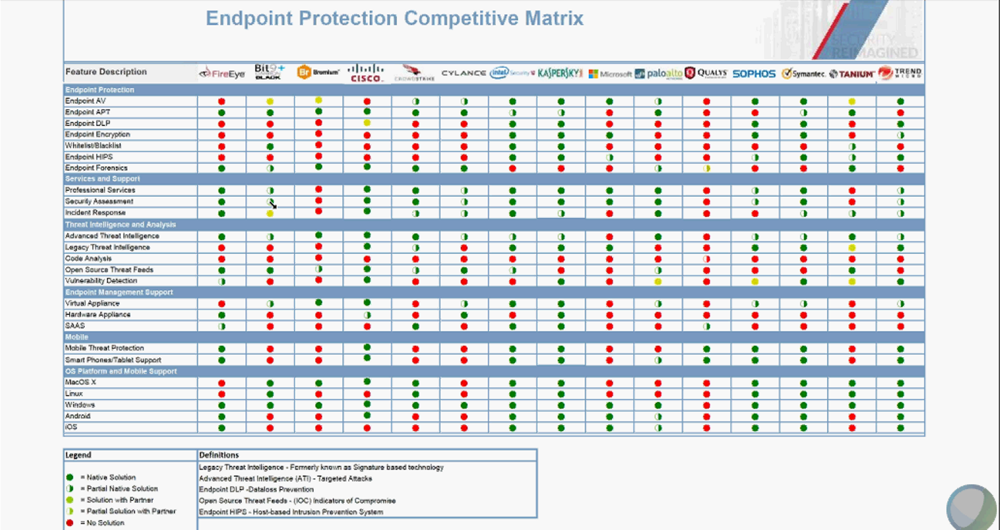 Endpoint Protection Competitive Matrix
SECURITY
REIMAGINED
Feature Description FireEye Bit9+ BLACK Br Bromium CISCO CROWDSTRIKE CYLANCE intel Security KASPERSKY Microsoft paloalto QUALYS SOPHOS Symantec. TANIUM TREND MICRO
Endpoint Protection
Endpoint AV
Endpoint APT
Endpoint DLP
Endpoint Encryption
Whitelist/Blacklist
Endpoint HIPS
Endpoint Forensics
Services and Support
Professional Services
Security Assessment
Incident Response
Threat Intelligence and Analysis
Advanced Threat Intelligence
Legacy Threat Intelligence
Code Analysis
Open Source Threat Feeds
Vulnerability Detection
Endpoint Management Support
Virtual Appliance
Hardware Appliance
SAAS
Mobile
Mobile Threat Protection
Smart Phones/Tablet Support
OS Platform and Mobile Support
MacOS X
Linux
Windows
Android
iOS
Legend
= Native Solution
= Partial Native Solution
= Solution with Partner
= Partial Solution with Partner
= No Solution
Definitions
Legacy Threat Intelligence - Formerly known as Signature based technology
Advanced Threat Intelligence (ATI) - Targeted Attacks
Endpoint DLP -Dataloss Prevention
Open Source Threat Feeds - (IOC) Indicators of Compromise
Endpoint HIPS - Host-based Intrusion Prevention System